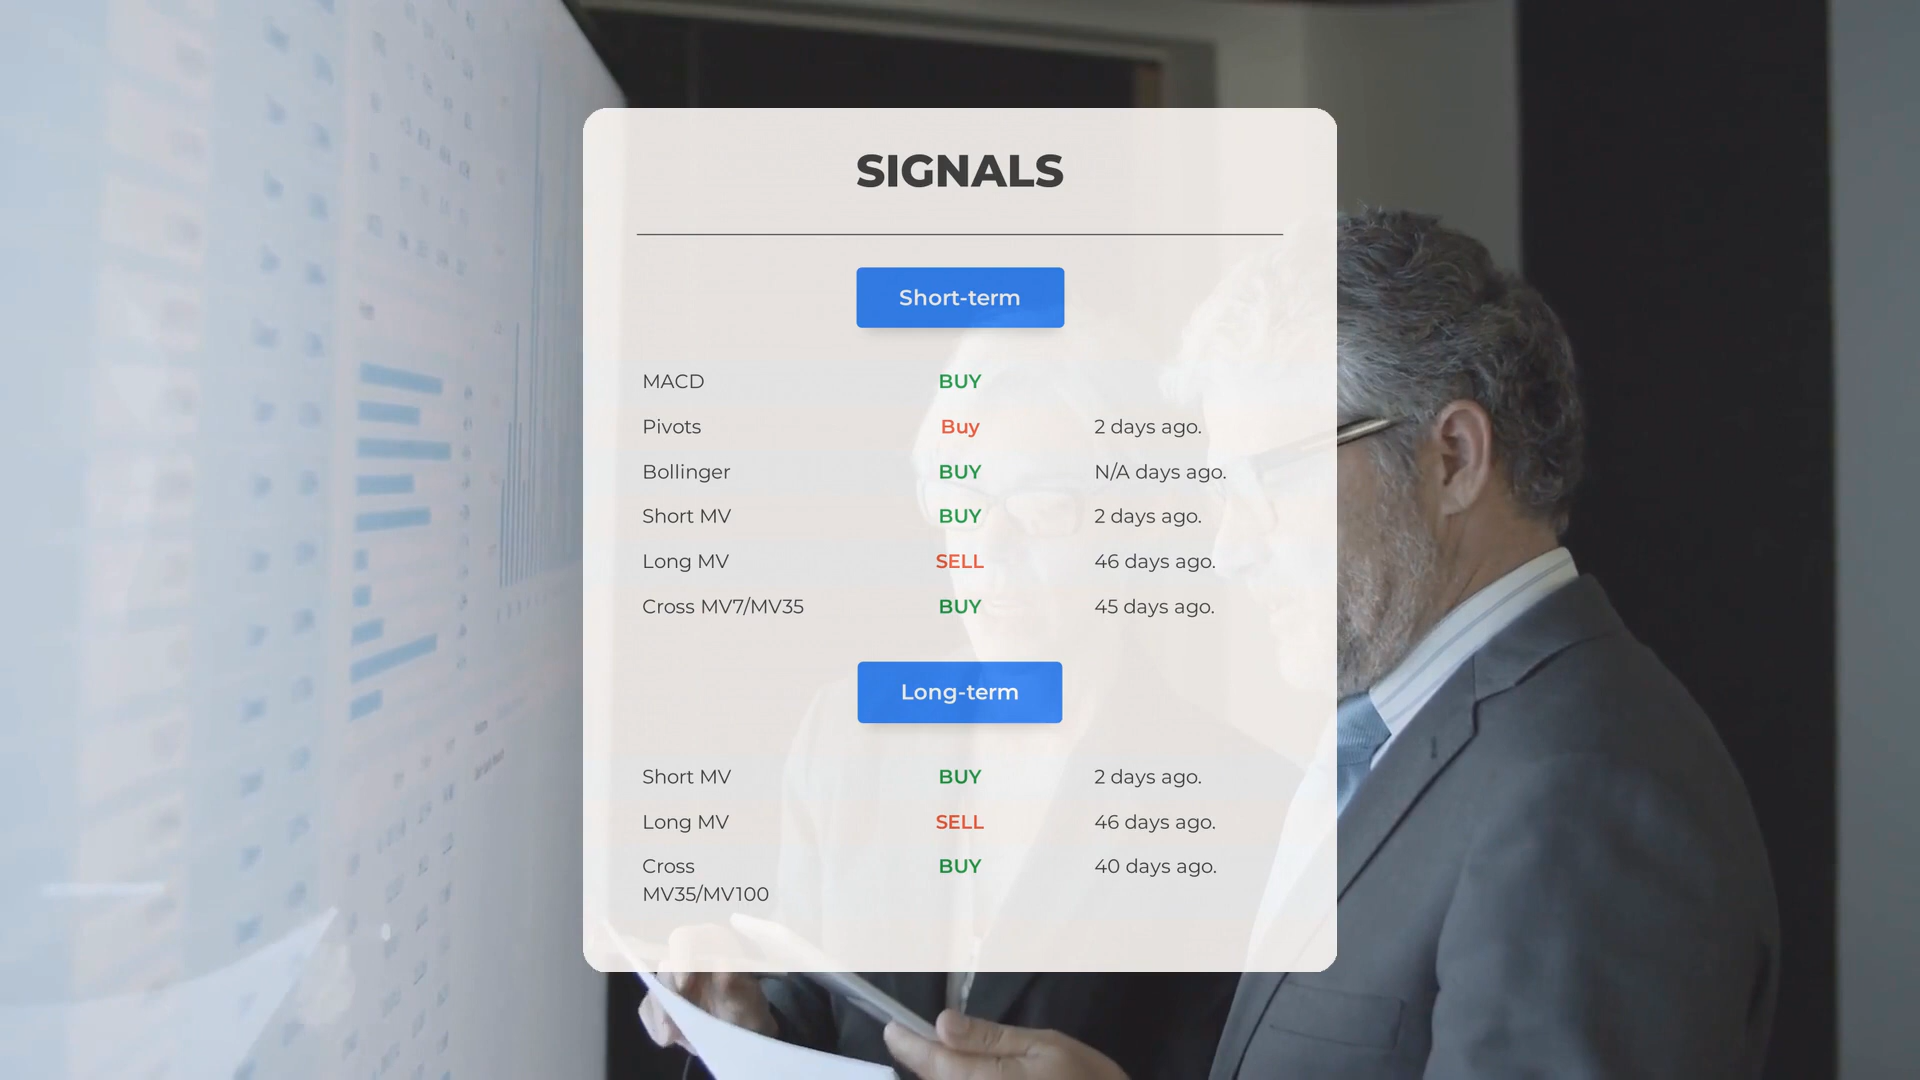 SIGNALS
Short-term
MACD BUY
Pivots Buy 2 days ago.
Bollinger BUY N/A days ago.
Short MV BUY 2 days ago.
Long MV SELL 46 days ago.
Cross MV7/MV35 BUY 45 days ago.
Long-term
Short MV BUY 2 days ago.
Long MV SELL 46 days ago.
Cross BUY 40 days ago.
MV35/MV100